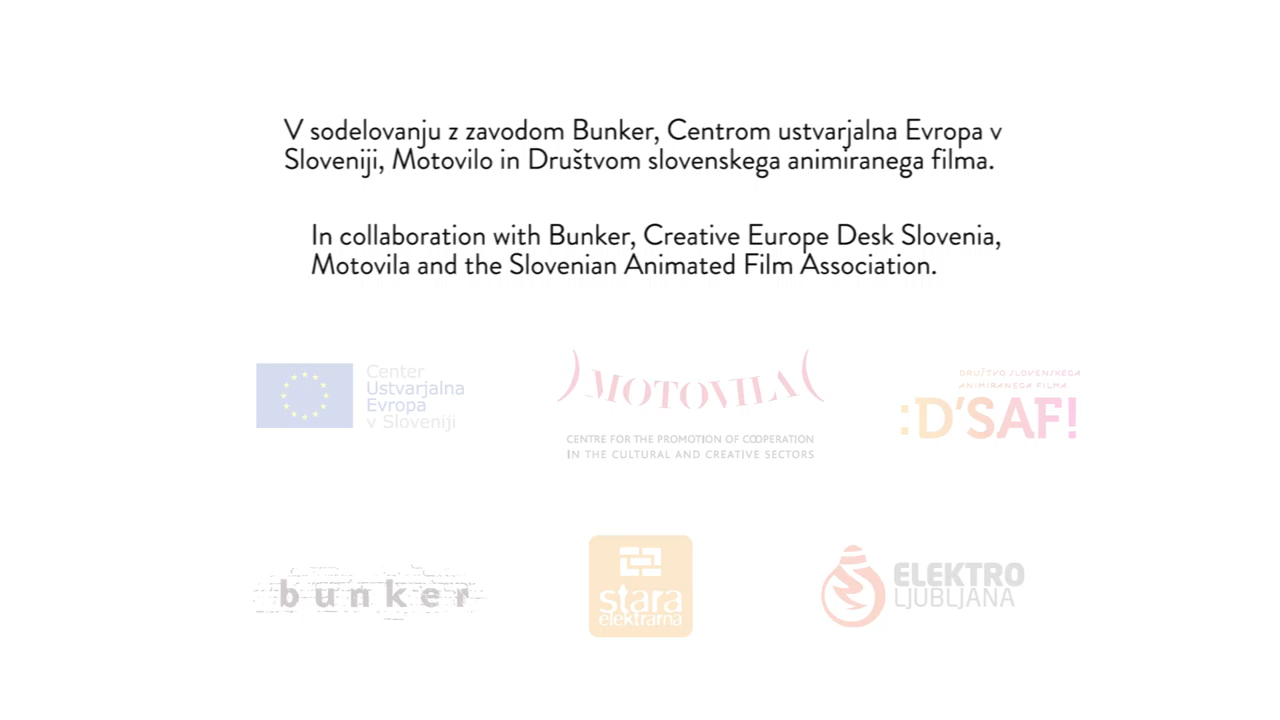 V sodelovanju z zavodom Bunker, Centrom ustvarjalna Evropa v
Sloveniji, Motovilo in Društvom slovenskega animiranega filma.
In collaboration with Bunker, Creative Europe Desk Slovenia,
Motovila and the Slovenian Animated Film Association.
Center
Ustvarjalna
Evropa
v Sloveniji
MOTOVILA
CENTRE FOR THE PROMOTION OF COOPERATION
IN THE CULTURAL AND CREATIVE SECTORS
DRUŠTVO SLOVENSKEGA
ANIMIRANEGA FILMA
:D'SAF!
bunker
stara
elektrarna
ELEKTRO
LJUBLJANA